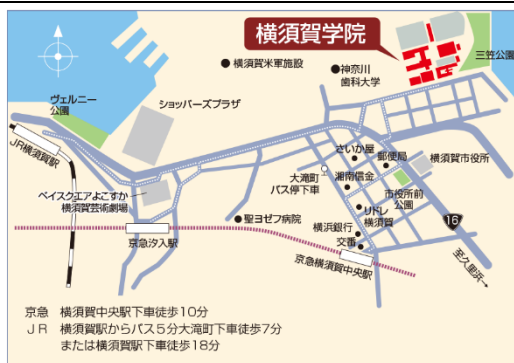 横須賀学院
三笠公園
横須賀米軍施設
神奈川
歯科大学
ヴェルニー
公園
ショッパーズプラザ
JR横須賀駅
さいか屋
郵便局
横須賀市役所
大滝町
バス停下車
湘南信金
市役所前
公園
ベイスクエアよこすか
横須賀芸術劇場
リドレ
横須賀
聖ヨゼフ病院
横浜銀行
16
交番
京急汐入駅
京急横須賀中央駅
至久里浜
京急 横須賀中央駅下車徒歩10分
JR 横須賀駅からバス5分大滝町下車徒歩7分
または横須賀駅下車徒歩18分